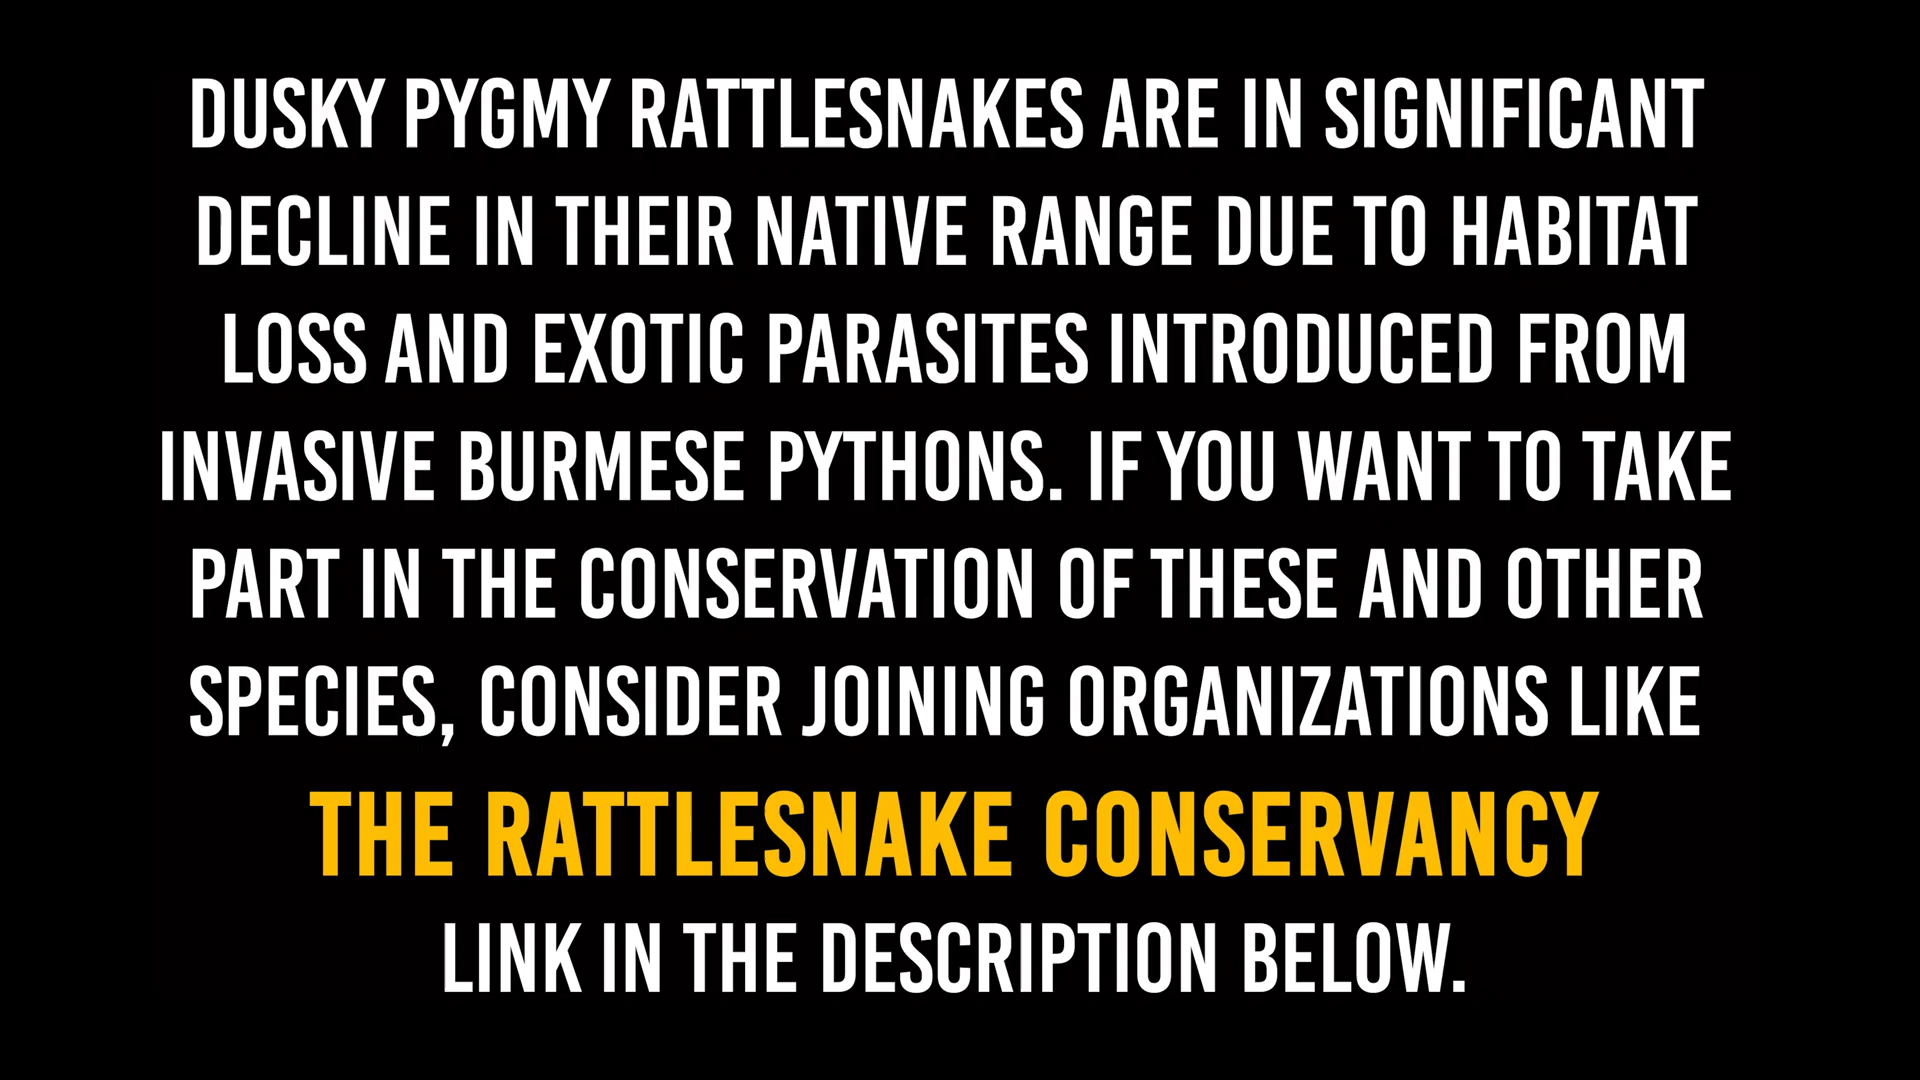 DUSKY PYGMY RATTLESNAKES ARE IN SIGNIFICANT
DECLINE IN THEIR NATIVE RANGE DUE TO HABITAT
LOSS AND EXOTIC PARASITES INTRODUCED FROM
INVASIVE BURMESE PYTHONS. IF YOU WANT TO TAKE
PART IN THE CONSERVATION OF THESE AND OTHER
SPECIES, CONSIDER JOINING ORGANIZATIONS LIKE
THE RATTLESNAKE CONSERVANCY
LINK IN THE DESCRIPTION BELOW.